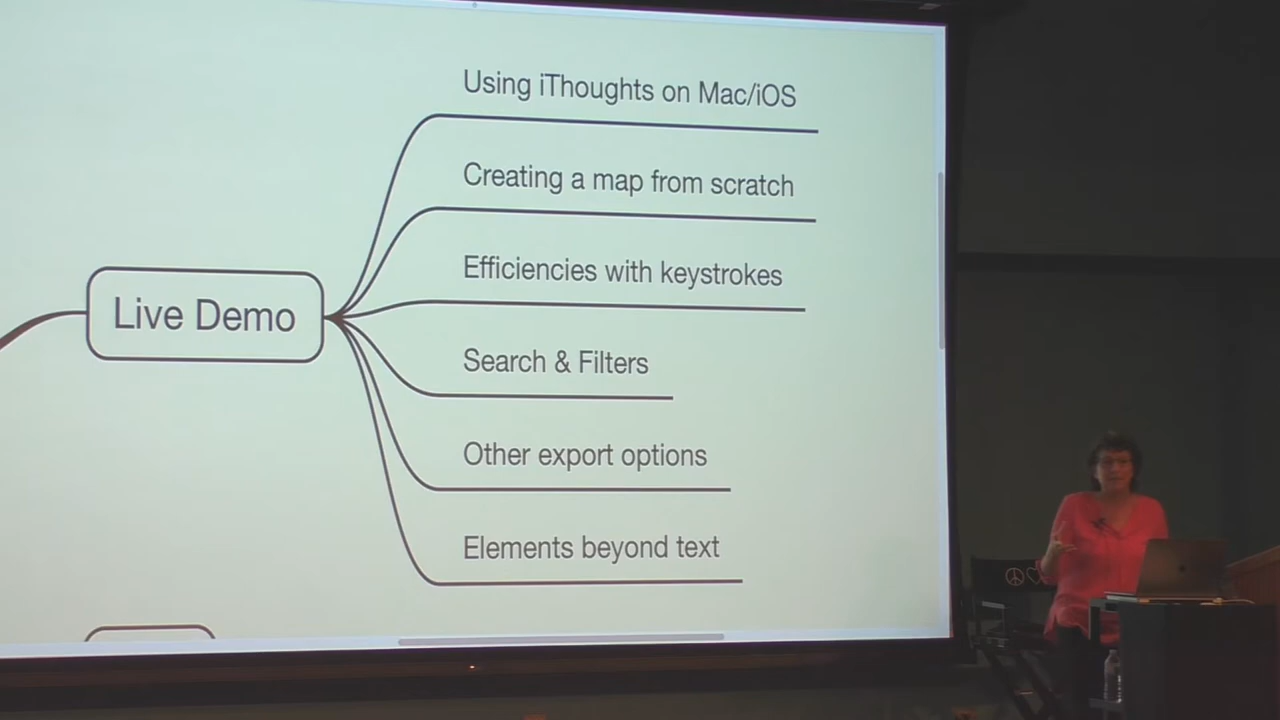 Using iThoughts on Mac/iOS
Creating a map from scratch
Efficiencies with keystrokes
Live Demo
Search & Filters
Other export options
Elements beyond text